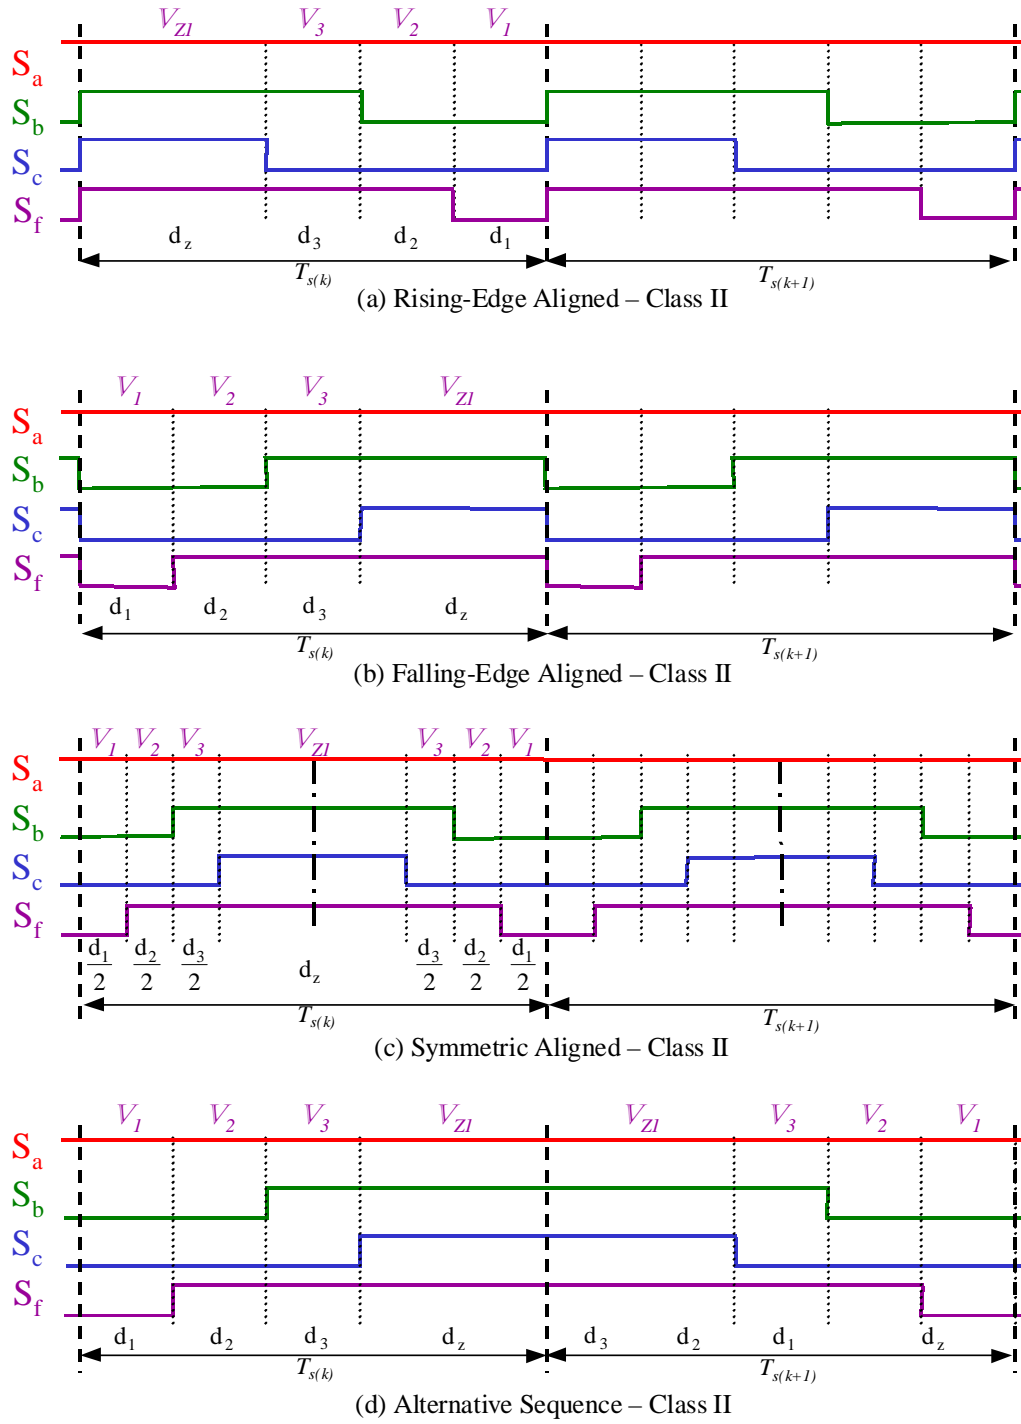 V_Z1 V_3 V_2 V_1
S_a
S_b
S_c
S_f
d_z d_3 d_2 d_1
T_s(k) T_s(k+1)
(a) Rising-Edge Aligned – Class II
V_1 V_2 V_3 V_Z1
S_a
S_b
S_c
S_f
d_1 d_2 d_3 d_z
T_s(k) T_s(k+1)
(b) Falling-Edge Aligned – Class II
V_1 V_2 V_3 V_Z1 V_3 V_2 V_1
S_a
S_b
S_c
S_f
d_1/2 d_2/2 d_3/2 d_z d_3/2 d_2/2 d_1/2
T_s(k) T_s(k+1)
(c) Symmetric Aligned – Class II
V_1 V_2 V_3 V_Z1 V_Z1 V_3 V_2 V_1
S_a
S_b
S_c
S_f
d_1 d_2 d_3 d_z d_3 d_2 d_1 d_z
T_s(k) T_s(k+1)
(d) Alternative Sequence – Class II